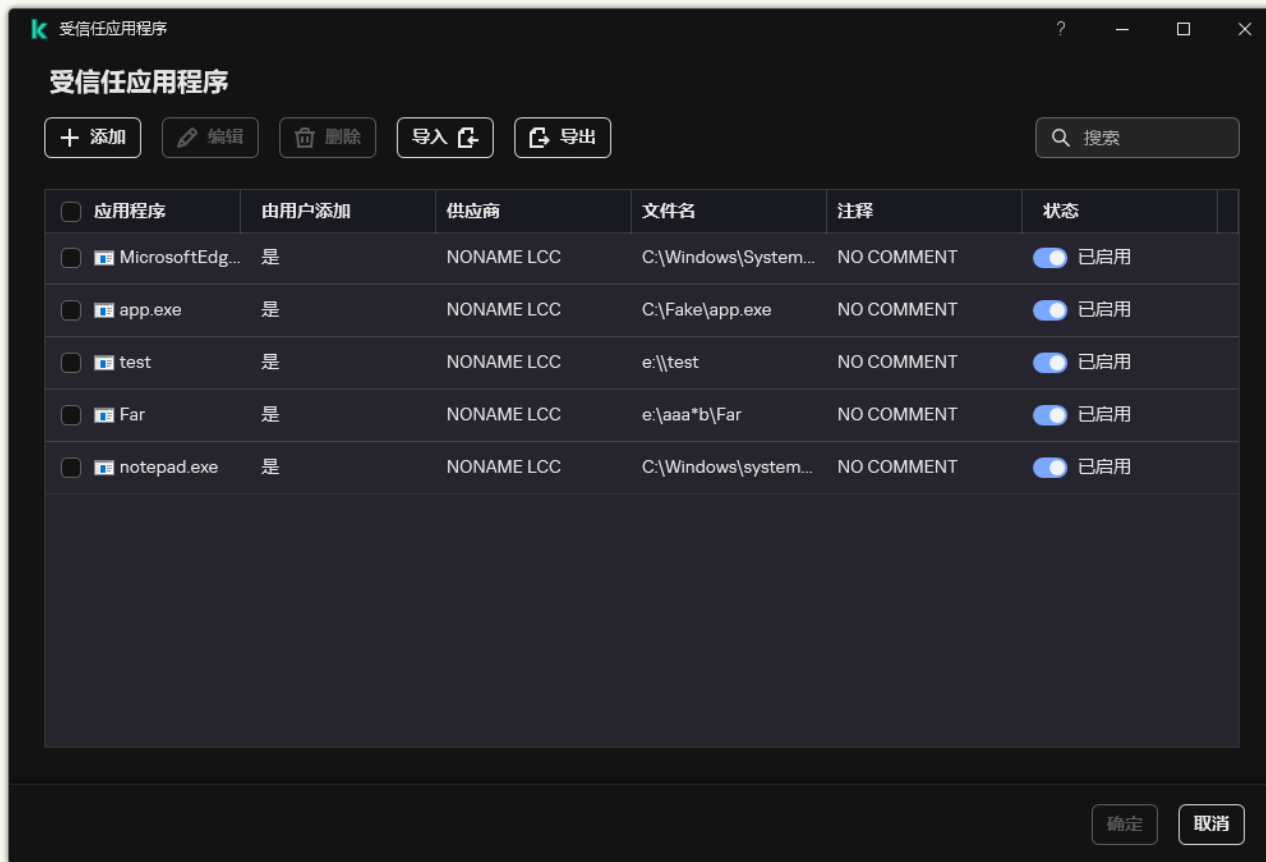 受信任应用程序
受信任应用程序
添加 编辑 删除 导入 导出 搜索
应用程序 由用户添加 供应商 文件名 注释 状态
MicrosoftEdg... 是 NONAME LCC C:\Windows\System... NO COMMENT 已启用
app.exe 是 NONAME LCC C:\Fake\app.exe NO COMMENT 已启用
test 是 NONAME LCC e:\\test NO COMMENT 已启用
Far 是 NONAME LCC e:\aaa*b\Far NO COMMENT 已启用
notepad.exe 是 NONAME LCC C:\Windows\system... NO COMMENT 已启用
确定 取消